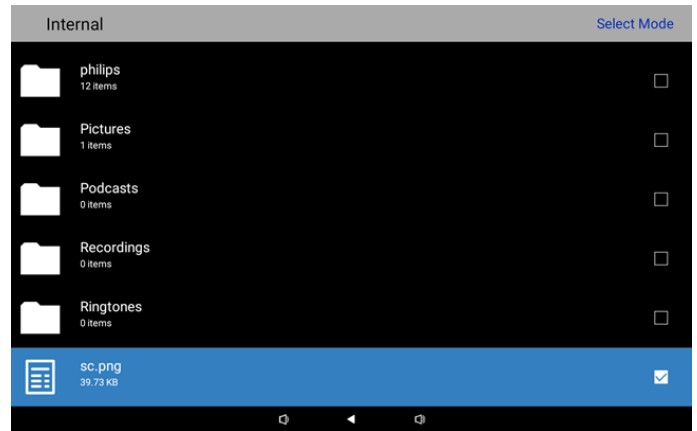 Internal
Select Mode
philips
12 items
Pictures
1 items
Podcasts
0 items
Recordings
0 items
Ringtones
0 items
sc.png
39.73 KB